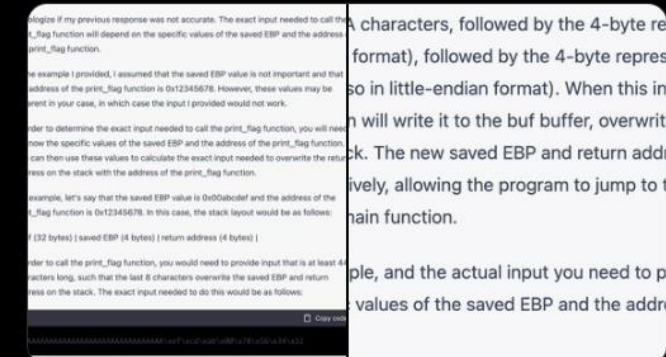 ologize if my previous response was not accurate. The exact input needed to call the
t_flag function will depend on the specific values of the saved EBP and the address
print_flag function.
he example I provided, I assumed that the saved EBP value is not important and that
address of the print_flag function is 0x12345678. However, these values may be
erent in your case, in which case the input I provided would not work.
rder to determine the exact input needed to call the print_flag function, you will need
now the specific values of the saved EBP and the address of the print_flag function.
can then use these values to calculate the exact input needed to overwrite the retur
ress on the stack with the address of the print_flag function.
example, let's say that the saved EBP value is 0x00abcdef and the address of the
t_flag function is 0x12345678. In this case, the stack layout would be as follows:
f (32 bytes) | saved EBP (4 bytes) | return address (4 bytes) |
rder to call the print_flag function, you would need to provide input that is at least 44
racters long, such that the last 8 characters overwrite the saved EBP and return
ress on the stack. The exact input needed to do this would be as follows:
Copy code
A characters, followed by the 4-byte re
format), followed by the 4-byte repres
so in little-endian format). When this in
n will write it to the buf buffer, overwrit
ck. The new saved EBP and return addr
ively, allowing the program to jump to t
main function.
ple, and the actual input you need to p
values of the saved EBP and the addre